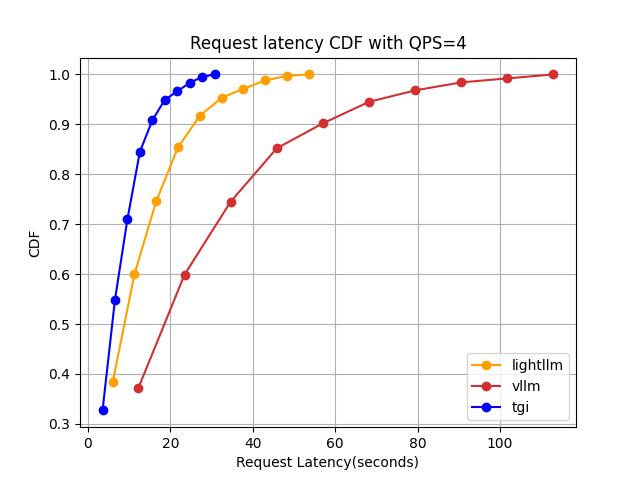 Request latency CDF with QPS=4
1.0
0.9
0.8
0.7
0.6
0.5
0.4
0.3
CDF
0 20 40 60 80 100
Request Latency(seconds)
lightllm
vllm
tgi